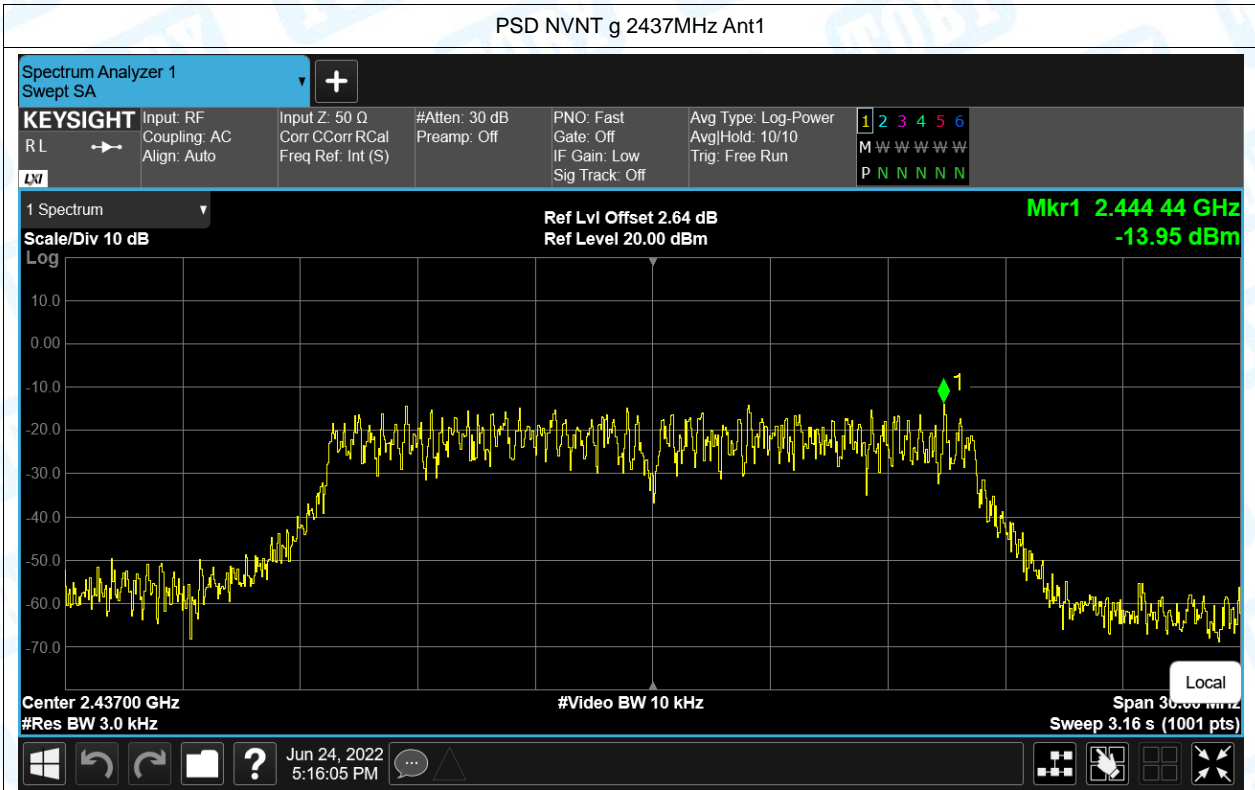 PSD NVNT g 2437MHz Ant1
Spectrum Analyzer 1
Swept SA
KEYSIGHT
R L
LXI
Input: RF
Coupling: AC
Align: Auto
Input Z: 50 Ω
Corr CCorr RCal
Freq Ref: Int (S)
#Atten: 30 dB
Preamp: Off
PNO: Fast
Gate: Off
IF Gain: Low
Sig Track: Off
Avg Type: Log-Power
Avg|Hold: 10/10
Trig: Free Run
1 2 3 4 5 6
M W W W W W
P N N N N N
1 Spectrum
Scale/Div 10 dB
Log
Ref Lvl Offset 2.64 dB
Ref Level 20.00 dBm
Mkr1 2.444 44 GHz
-13.95 dBm
10.0
0.00
-10.0
-20.0
-30.0
-40.0
-50.0
-60.0
-70.0
1
Local
Center 2.43700 GHz
#Res BW 3.0 kHz
#Video BW 10 kHz
Span 30.00 MHz
Sweep 3.16 s (1001 pts)
?
Jun 24, 2022
5:16:05 PM